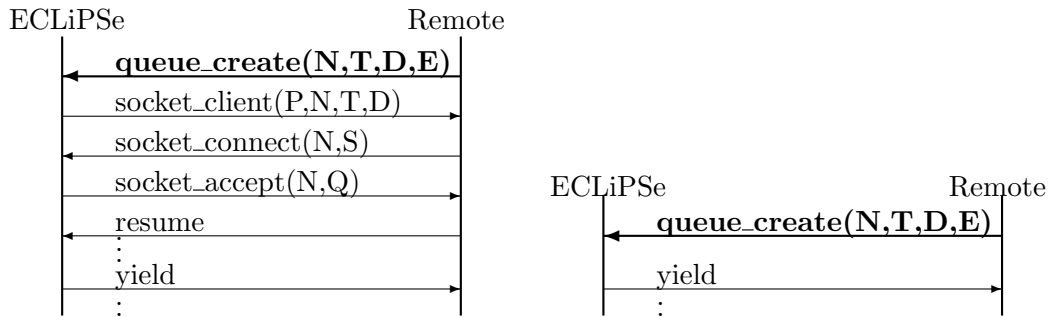 ECLiPSe Remote
queue_create(N,T,D,E)
socket_client(P,N,T,D)
socket_connect(N,S)
socket_accept(N,Q)
resume
yield
ECLiPSe Remote
queue_create(N,T,D,E)
yield